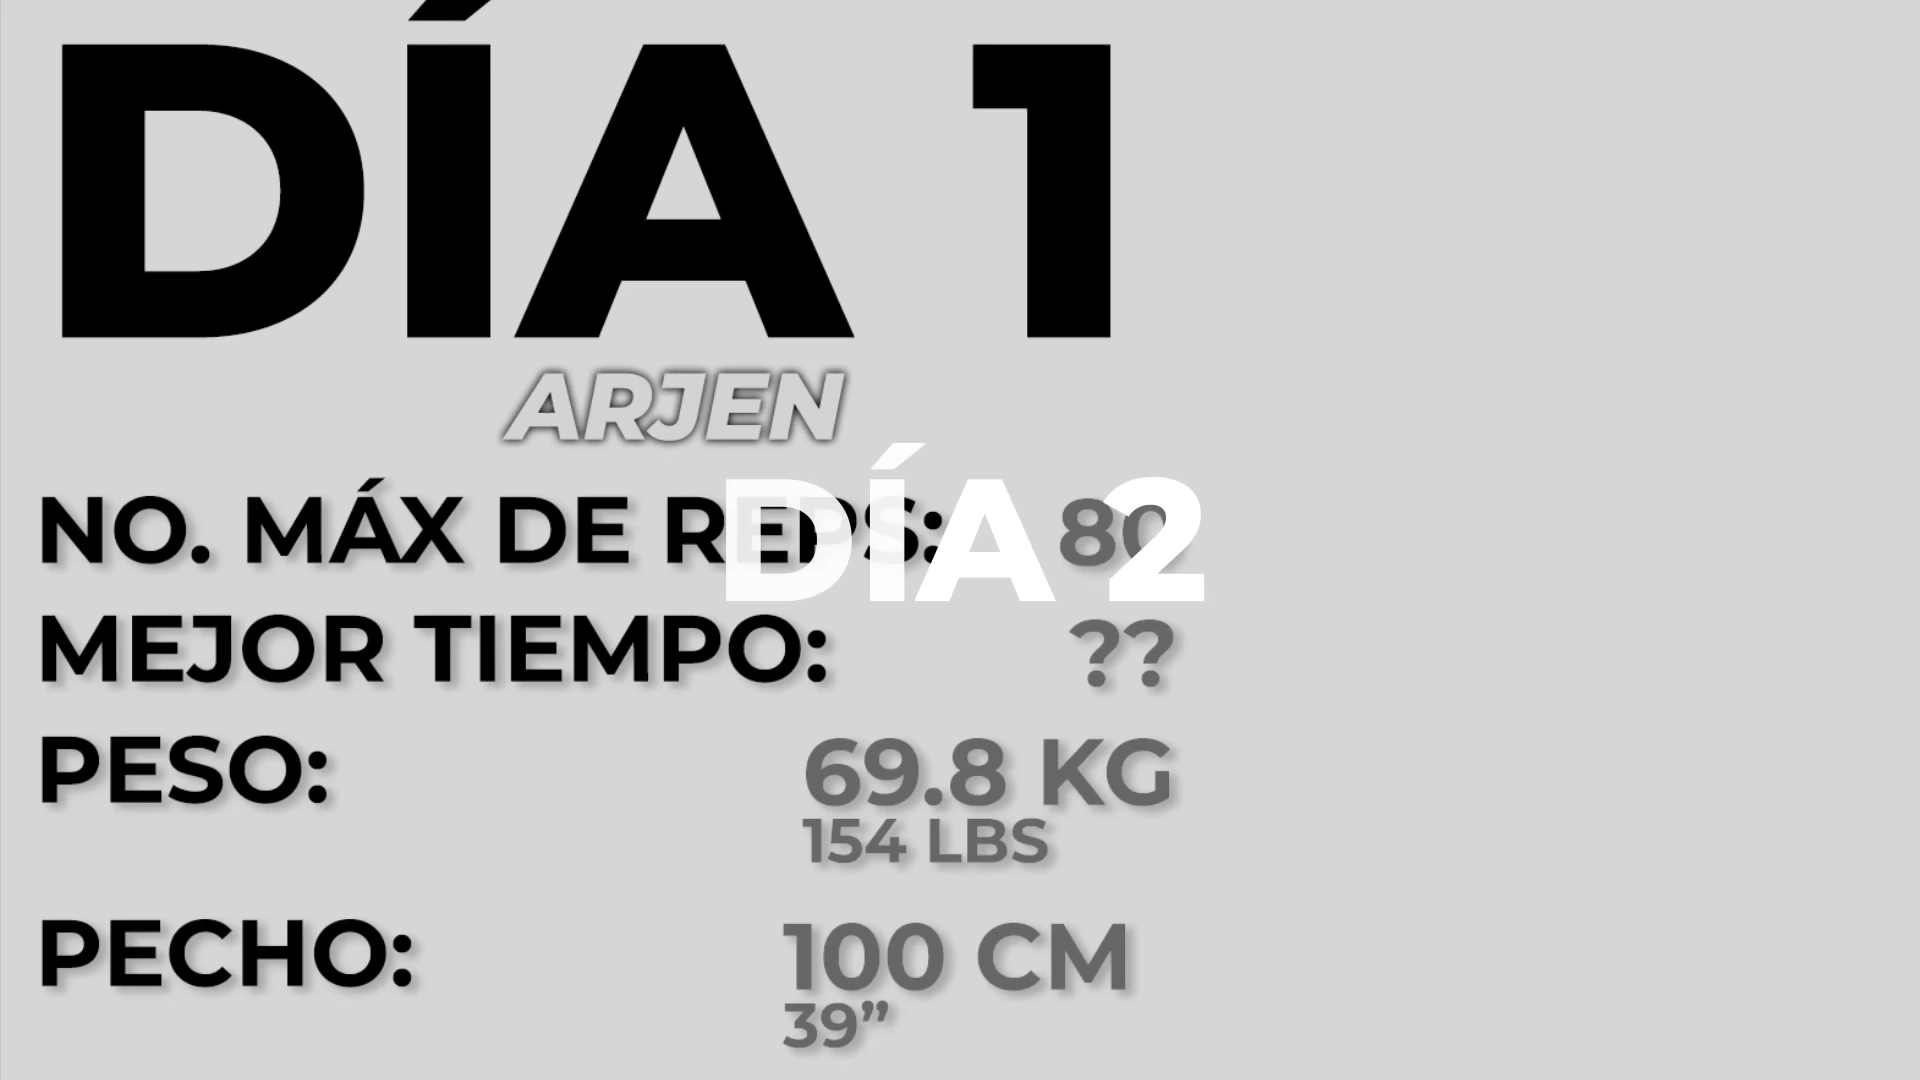 DÍA 1
ARJEN
NO. MÁX DE REPS: 80
DÍA 2
MEJOR TIEMPO: ??
PESO: 69.8 KG
154 LBS
PECHO: 100 CM
39”